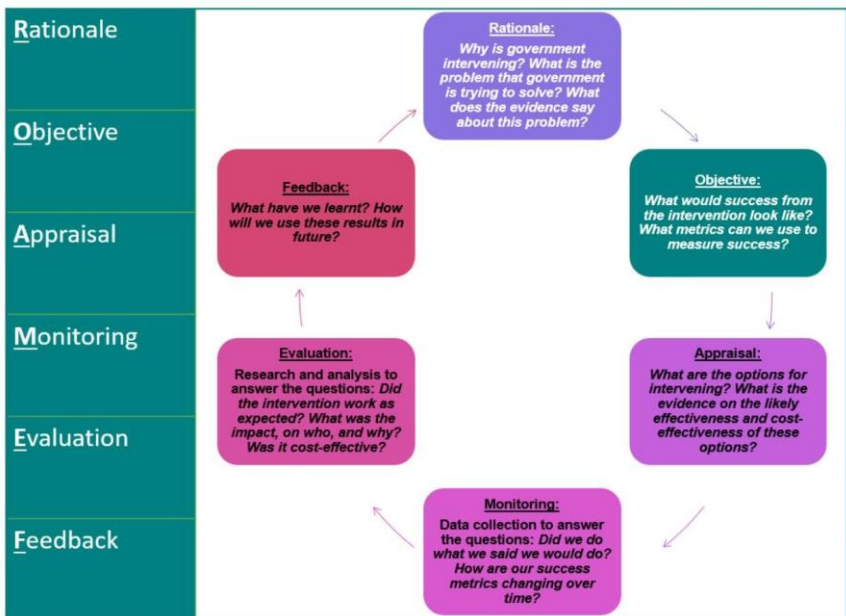 Rationale
Objective
Appraisal
Monitoring
Evaluation
Feedback
Rationale:
Why is government
intervening? What is the
problem that government
is trying to solve? What
does the evidence say
about this problem?
Objective:
What would success from
the intervention look like?
What metrics can we use to
measure success?
Appraisal:
What are the options for
intervening? What is the
evidence on the likely
effectiveness and cost-
effectiveness of these
options?
Monitoring:
Data collection to answer
the questions: Did we do
what we said we would do?
How are our success
metrics changing over
time?
Evaluation:
Research and analysis to
answer the questions: Did
the intervention work as
expected? What was the
impact, on who, and why?
Was it cost-effective?
Feedback:
What have we learnt? How
will we use these results in
future?